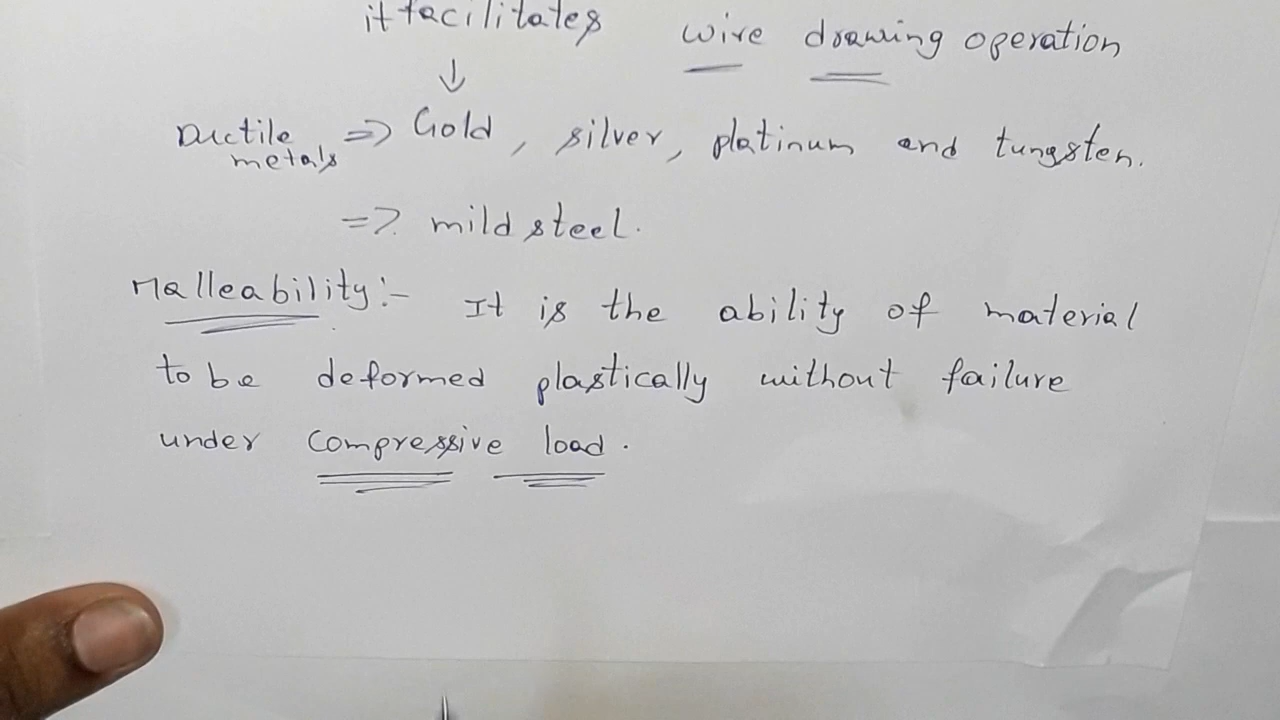 it facilitates wire drawing operation
↓
Ductile metals => Gold, silver, platinum and tungsten.
=> mild steel.
Malleability:- It is the ability of material
to be deformed plastically without failure
under compressive load.